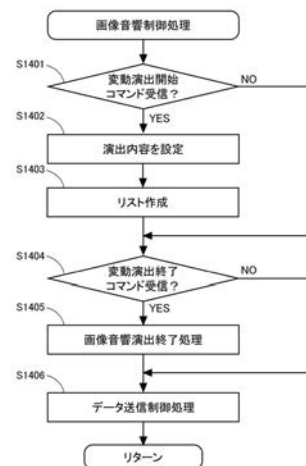 画像音響制御処理
S1401
変動演出開始
コマンド受信?
NO
YES
S1402
演出内容を設定
S1403
リスト作成
S1404
変動演出終了
コマンド受信?
NO
YES
S1405
画像音響演出終了処理
S1406
データ送信制御処理
リターン